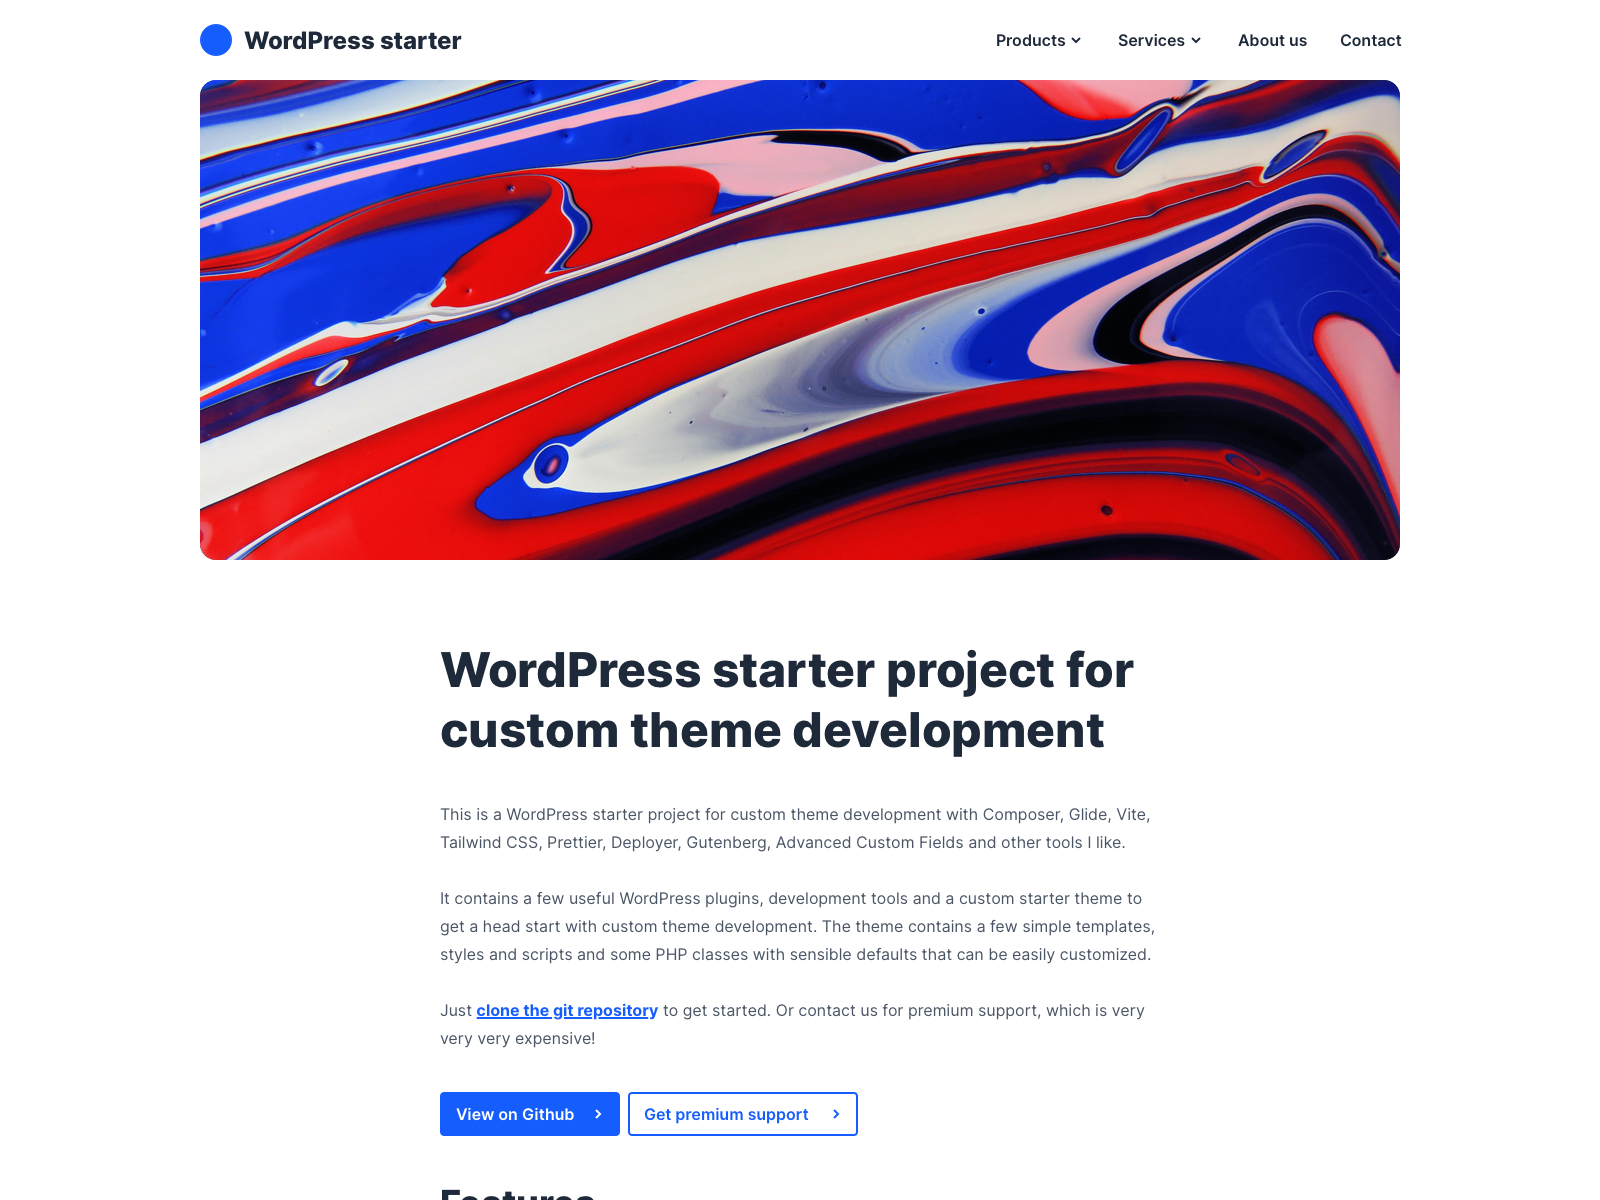 WordPress starter
Products
Services
About us
Contact
WordPress starter project for
custom theme development
This is a WordPress starter project for custom theme development with Composer, Glide, Vite,
Tailwind CSS, Prettier, Deployer, Gutenberg, Advanced Custom Fields and other tools I like.
It contains a few useful WordPress plugins, development tools and a custom starter theme to
get a head start with custom theme development. The theme contains a few simple templates,
styles and scripts and some PHP classes with sensible defaults that can be easily customized.
Just clone the git repository to get started. Or contact us for premium support, which is very
very very expensive!
View on Github
Get premium support
Features